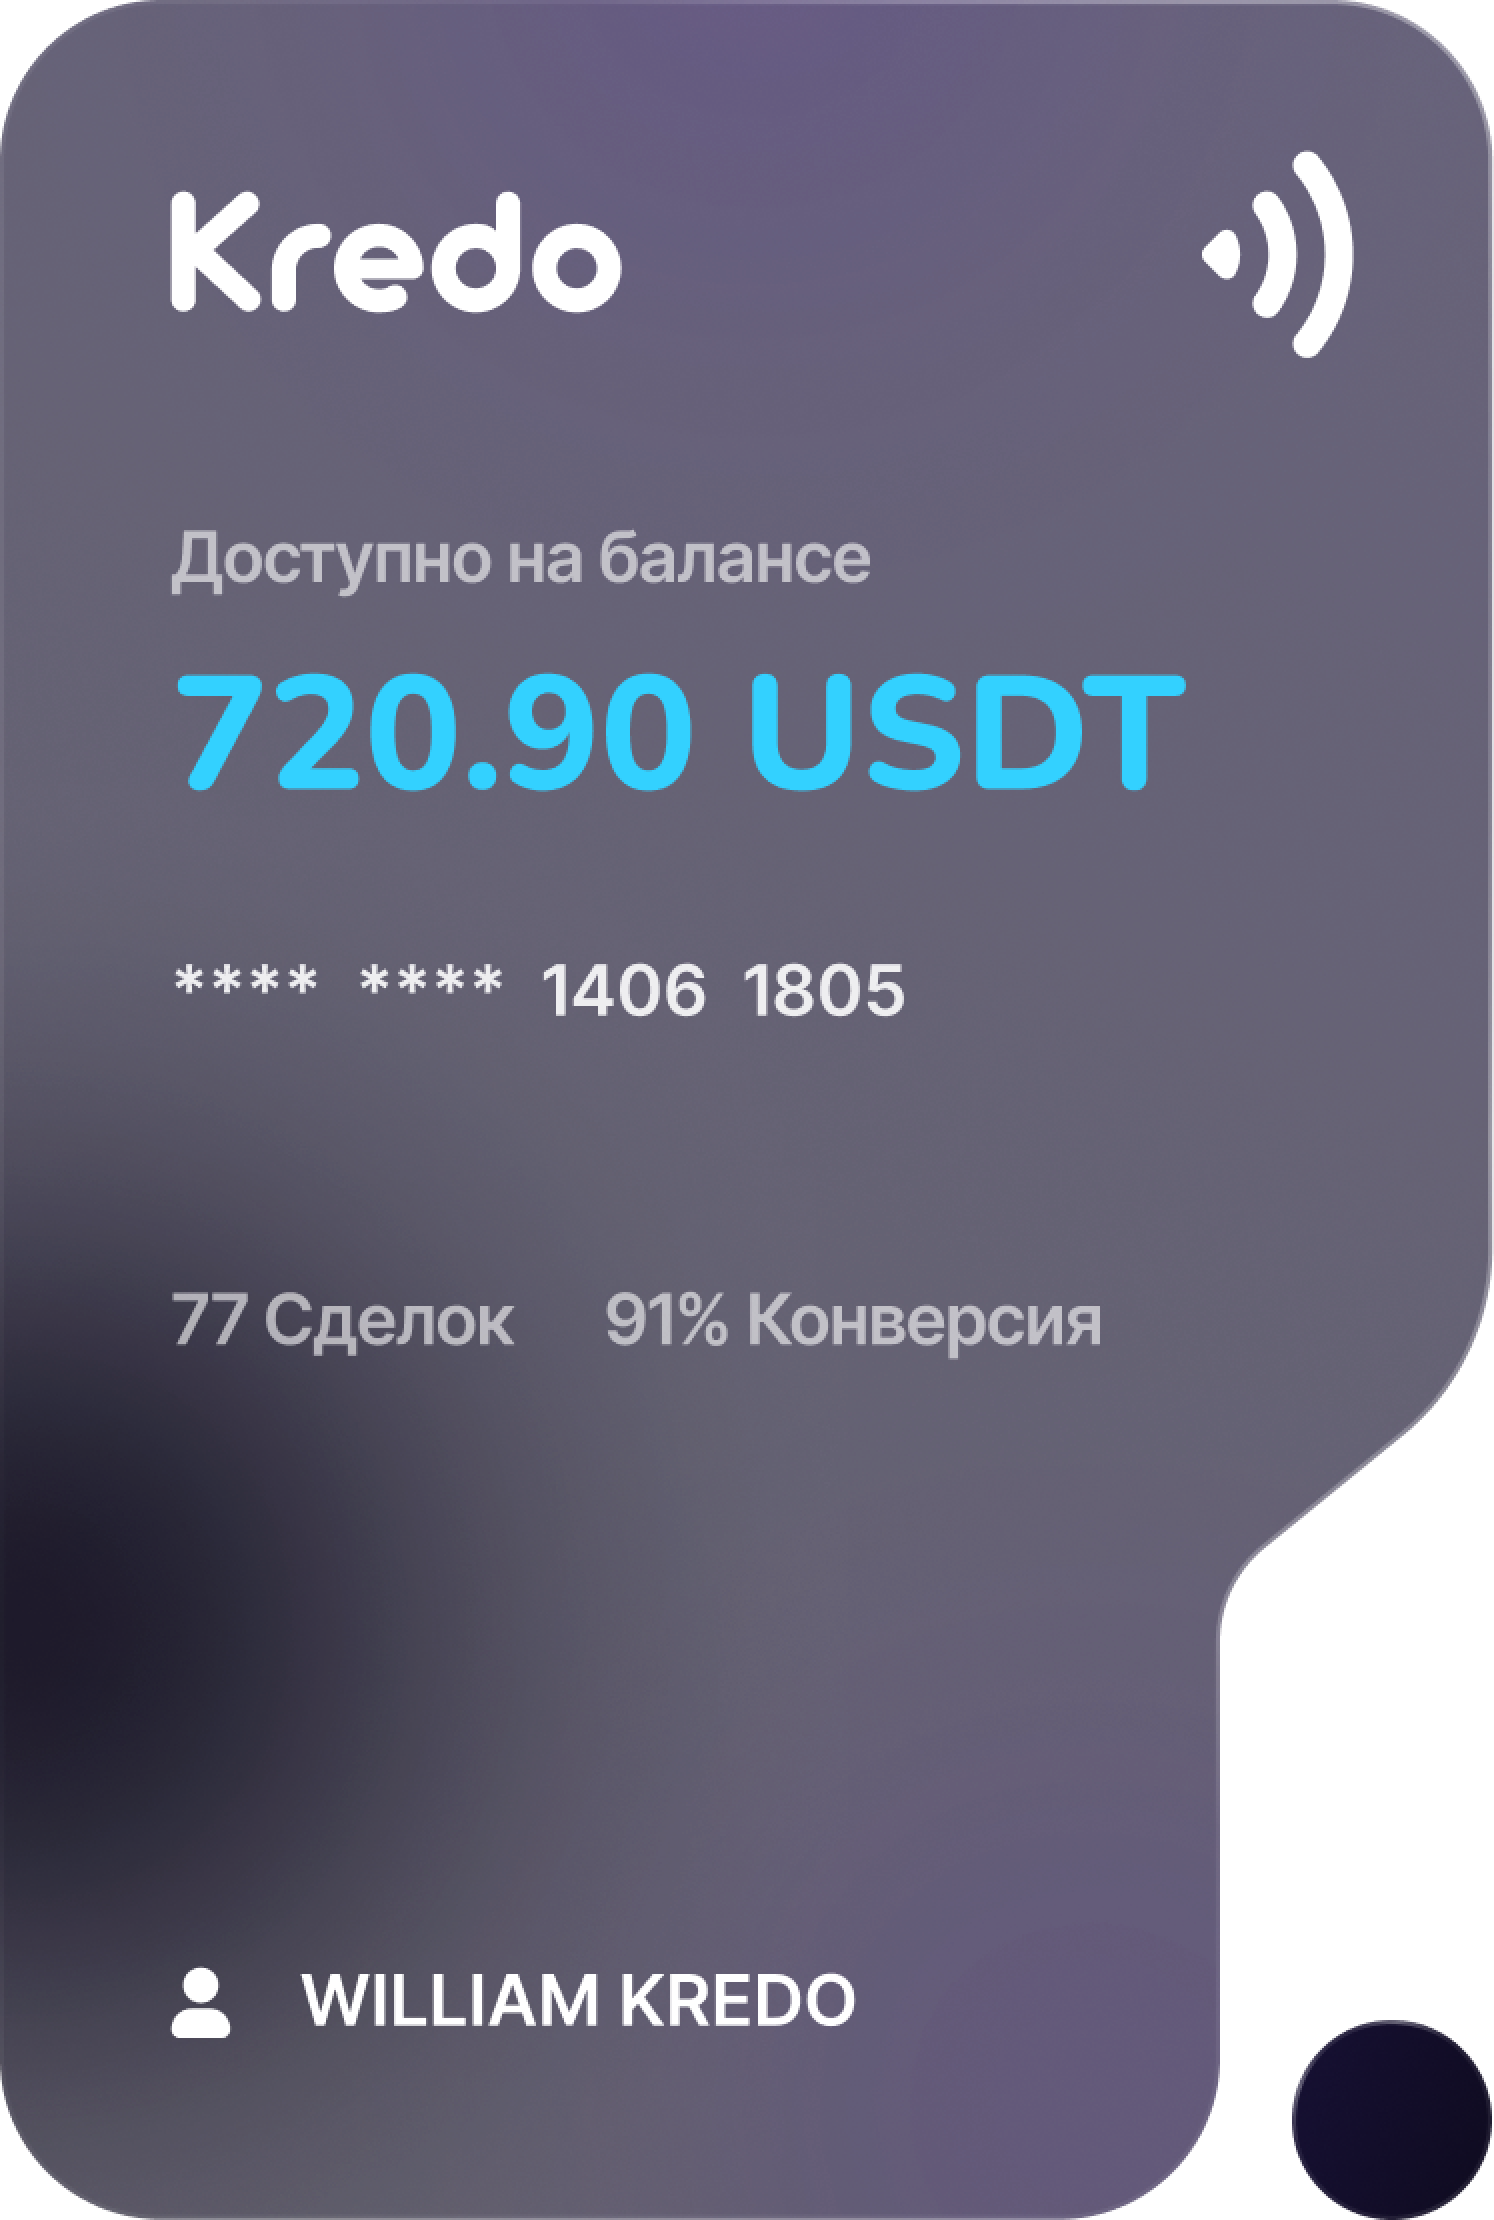 Kredo
Доступно на балансе
720.90 USDT
**** **** 1406 1805
77 Сделок 91% Конверсия
WILLIAM KREDO